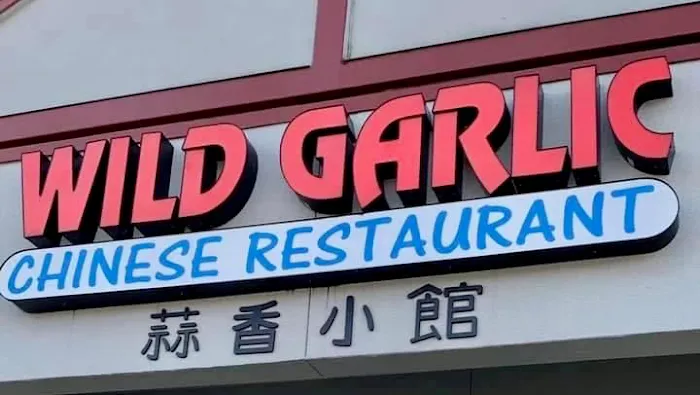 WILD GARLIC
CHINESE RESTAURANT
蒜香小館